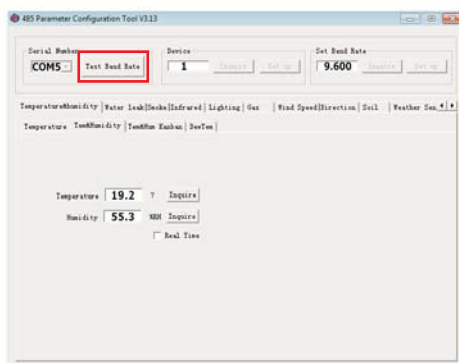 485 Parameter Configuration Tool V3.13
Serial Number Device Set Baud Rate
COM5 Test Baud Rate 1 Inquire Set up 9.600 Inquire Set up
Temperature&Humidity Water leak|Smoke|Infrared Lighting Gas Wind Speed|Direction Soil Weather Sen
Temperature Tem&Humidity Tem&Hum Kanban DewTem
Temperature 19.2 ? Inquire
Humidity 55.3 %RH Inquire
Real Time